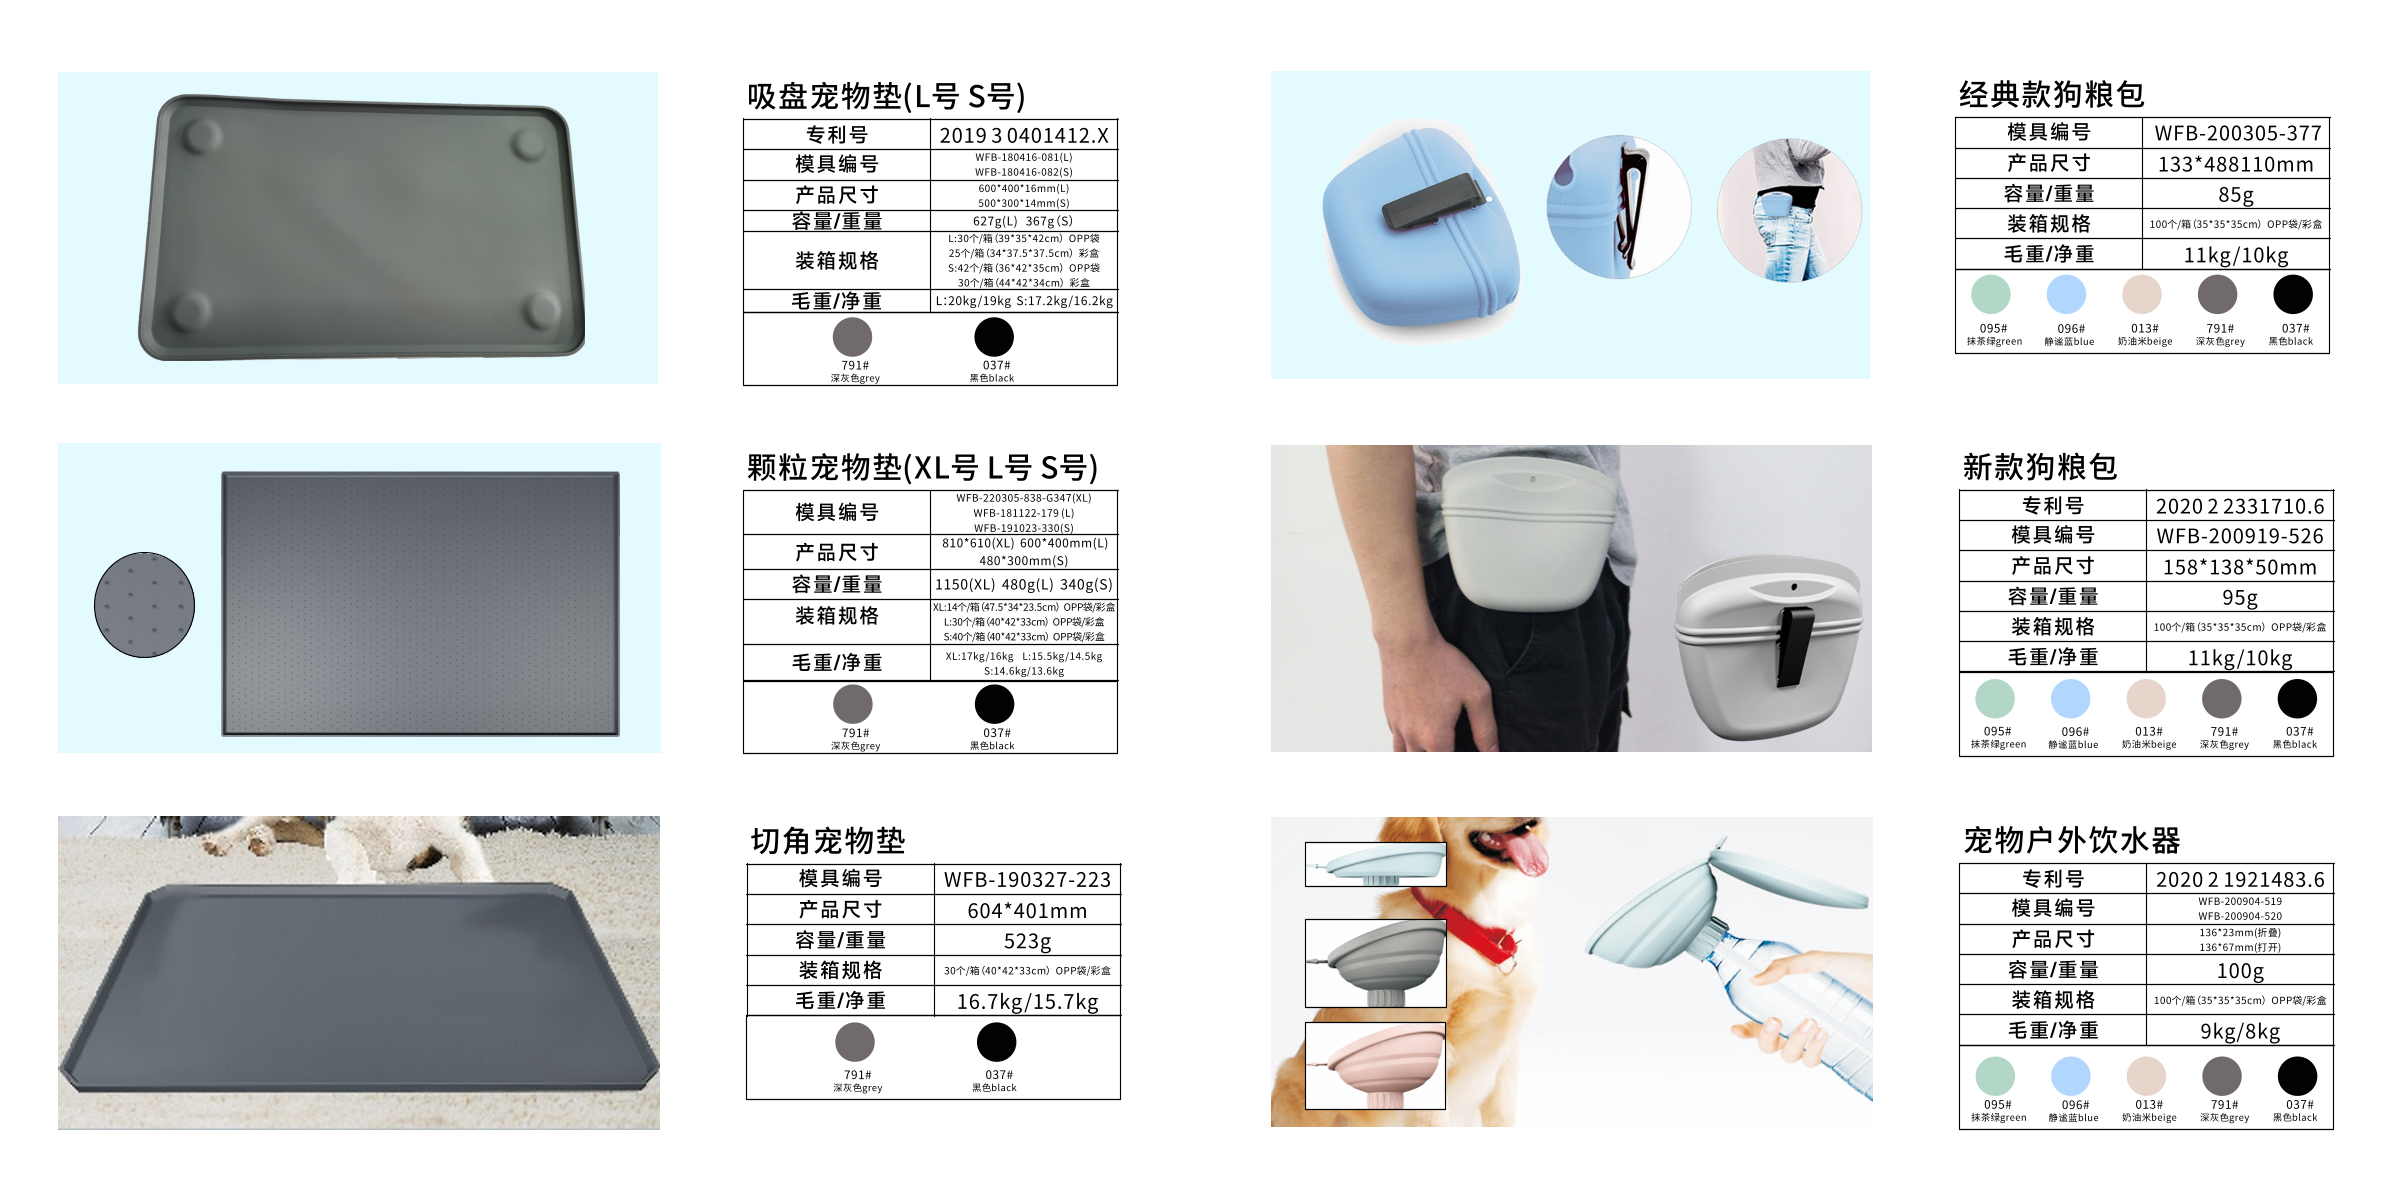 吸盘宠物垫(L号 S号)
专利号 2019 3 0401412.X
模具编号 WFB-180416-081(L)
WFB-180416-082(S)
产品尺寸 600*400*16mm(L)
500*300*14mm(S)
容量/重量 627g(L) 367g(S)
装箱规格 L:30个/箱(39*35*42cm) OPP袋
25个/箱(34*37.5*37.5cm) 彩盒
S:42个/箱(36*42*35cm) OPP袋
30个/箱(44*42*34cm) 彩盒
毛重/净重 L:20kg/19kg S:17.2kg/16.2kg
791# 037#
深灰色grey 黑色black
颗粒宠物垫(XL号 L号 S号)
模具编号 WFB-220305-838-G347(XL)
WFB-181122-179 (L)
WFB-191023-330(S)
产品尺寸 810*610(XL) 600*400mm(L)
480*300mm(S)
容量/重量 1150(XL) 480g(L) 340g(S)
装箱规格 XL:14个/箱(47.5*34*23.5cm) OPP袋/彩盒
L:30个/箱(40*42*33cm) OPP袋/彩盒
S:40个/箱(40*42*33cm) OPP袋/彩盒
毛重/净重 XL:17kg/16kg L:15.5kg/14.5kg
S:14.6kg/13.6kg
791# 037#
深灰色grey 黑色black
切角宠物垫
模具编号 WFB-190327-223
产品尺寸 604*401mm
容量/重量 523g
装箱规格 30个/箱(40*42*33cm) OPP袋/彩盒
毛重/净重 16.7kg/15.7kg
791# 037#
深灰色grey 黑色black
经典款狗粮包
模具编号 WFB-200305-377
产品尺寸 133*488110mm
容量/重量 85g
装箱规格 100个/箱(35*35*35cm) OPP袋/彩盒
毛重/净重 11kg/10kg
095# 096# 013# 791# 037#
抹茶绿green 静谧蓝blue 奶油米beige 深灰色grey 黑色black
新款狗粮包
专利号 2020 2 2331710.6
模具编号 WFB-200919-526
产品尺寸 158*138*50mm
容量/重量 95g
装箱规格 100个/箱(35*35*35cm) OPP袋/彩盒
毛重/净重 11kg/10kg
095# 096# 013# 791# 037#
抹茶绿green 静谧蓝blue 奶油米beige 深灰色grey 黑色black
宠物户外饮水器
专利号 2020 2 1921483.6
模具编号 WFB-200904-519
WFB-200904-520
产品尺寸 136*23mm(折叠)
136*67mm(打开)
容量/重量 100g
装箱规格 100个/箱(35*35*35cm) OPP袋/彩盒
毛重/净重 9kg/8kg
095# 096# 013# 791# 037#
抹茶绿green 静谧蓝blue 奶油米beige 深灰色grey 黑色black